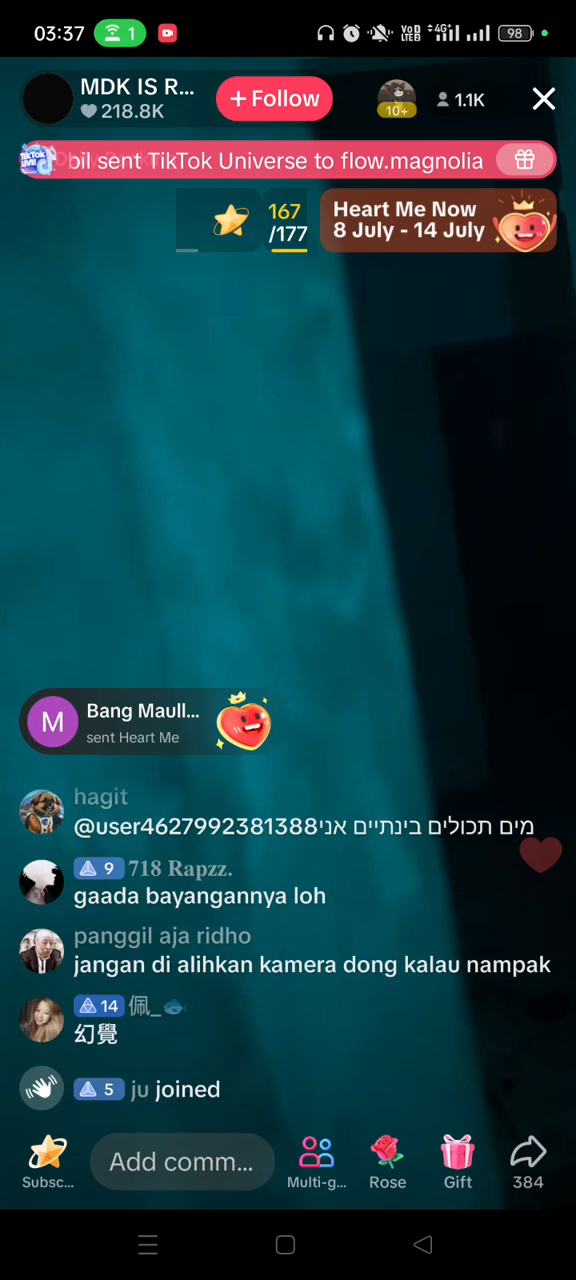 03:37
1
VoD
LTE2
4G
98
MDK IS R...
218.8K
+ Follow
10+
1.1K
bil sent TikTok Universe to flow.magnolia
167
/177
Heart Me Now
8 July - 14 July
M
Bang Maull...
sent Heart Me
hagit
@user4627992381388מים תכולים בינתיים אני
9 718 Rapzz.
gaada bayangannya loh
panggil aja ridho
jangan di alihkan kamera dong kalau nampak
14 佩_
幻覺
5 ju joined
Subsc...
Add comm...
Multi-g...
Rose
Gift
384